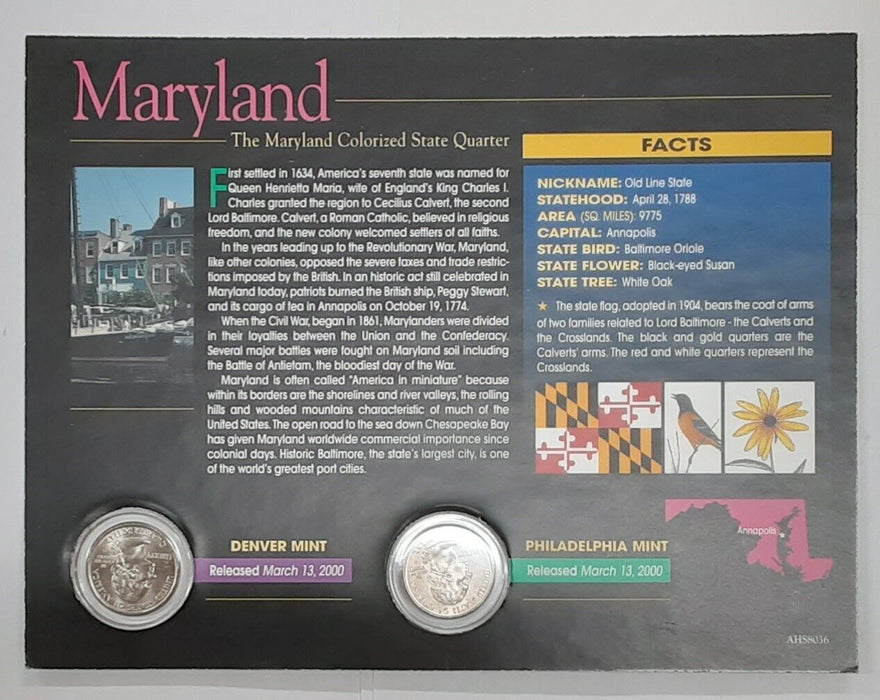 Maryland
The Maryland Colorized State Quarter
First settled in 1634, America's seventh state was named for
Queen Henrietta Maria, wife of England's King Charles I.
Charles granted the region to Cecilius Calvert, the second
Lord Baltimore. Calvert, a Roman Catholic, believed in religious
freedom, and the new colony welcomed settlers of all faiths.
In the years leading up to the Revolutionary War, Maryland,
like other colonies, opposed the severe taxes and trade restric-
tions imposed by the British. In an historic act still celebrated in
Maryland today, patriots burned the British ship, Peggy Stewart,
and its cargo of tea in Annapolis on October 19, 1774.
When the Civil War, began in 1861, Marylanders were divided
in their loyalties between the Union and the Confederacy.
Several major battles were fought on Maryland soil including
the Battle of Antietam, the bloodiest day of the War.
Maryland is often called "America in miniature" because
within its borders are the shorelines and river valleys, the rolling
hills and wooded mountains characteristic of much of the
United States. The open road to the sea down Chesapeake Bay
has given Maryland worldwide commercial importance since
colonial days. Historic Baltimore, the state's largest city, is one
of the world's greatest port cities.
FACTS
NICKNAME: Old Line State
STATEHOOD: April 28, 1788
AREA (SQ. MILES): 9775
CAPITAL: Annapolis
STATE BIRD: Baltimore Oriole
STATE FLOWER: Black-eyed Susan
STATE TREE: White Oak
★ The state flag, adopted in 1904, bears the coat of arms
of two families related to Lord Baltimore - the Calverts and
the Crosslands. The black and gold quarters are the
Calverts' arms. The red and white quarters represent the
Crosslands.
DENVER MINT
Released March 13, 2000
PHILADELPHIA MINT
Released March 13, 2000
Annapolis
AHS8036